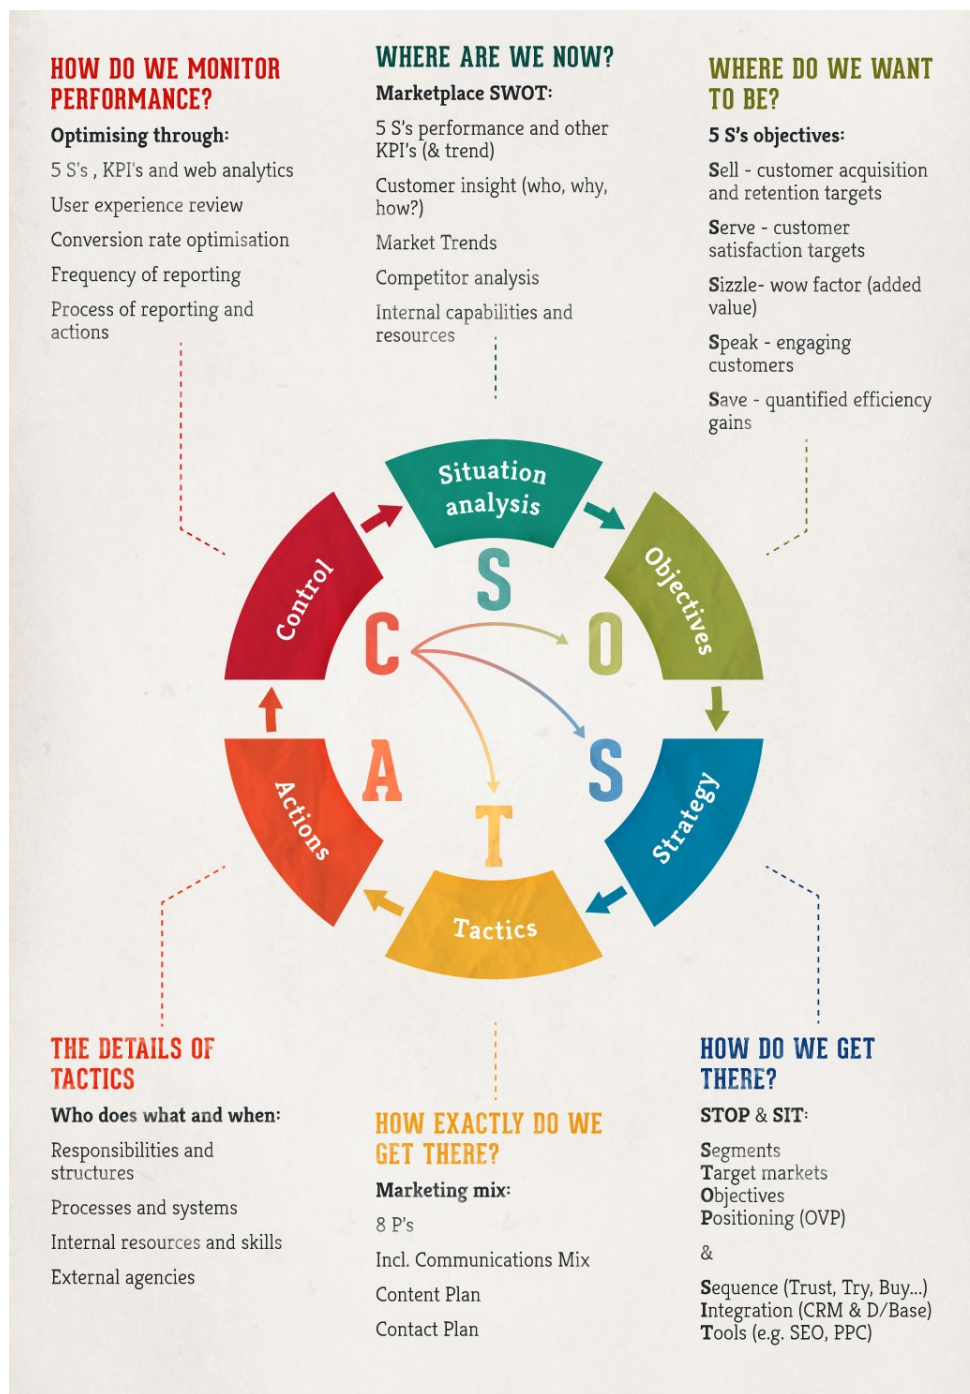 HOW DO WE MONITOR
PERFORMANCE?
Optimising through:
5 S's , KPI's and web analytics
User experience review
Conversion rate optimisation
Frequency of reporting
Process of reporting and
actions
WHERE ARE WE NOW?
Marketplace SWOT:
5 S's performance and other
KPI's (& trend)
Customer insight (who, why,
how?)
Market Trends
Competitor analysis
Internal capabilities and
resources
WHERE DO WE WANT
TO BE?
5 S's objectives:
Sell - customer acquisition
and retention targets
Serve - customer
satisfaction targets
Sizzle- wow factor (added
value)
Speak - engaging
customers
Save - quantified efficiency
gains
Situation
analysis
Objectives
Strategy
Tactics
Actions
Control
S
O
S
T
A
C
THE DETAILS OF
TACTICS
Who does what and when:
Responsibilities and
structures
Processes and systems
Internal resources and skills
External agencies
HOW EXACTLY DO WE
GET THERE?
Marketing mix:
8 P's
Incl. Communications Mix
Content Plan
Contact Plan
HOW DO WE GET
THERE?
STOP & SIT:
Segments
Target markets
Objectives
Positioning (OVP)
&
Sequence (Trust, Try, Buy...)
Integration (CRM & D/Base)
Tools (e.g. SEO, PPC)